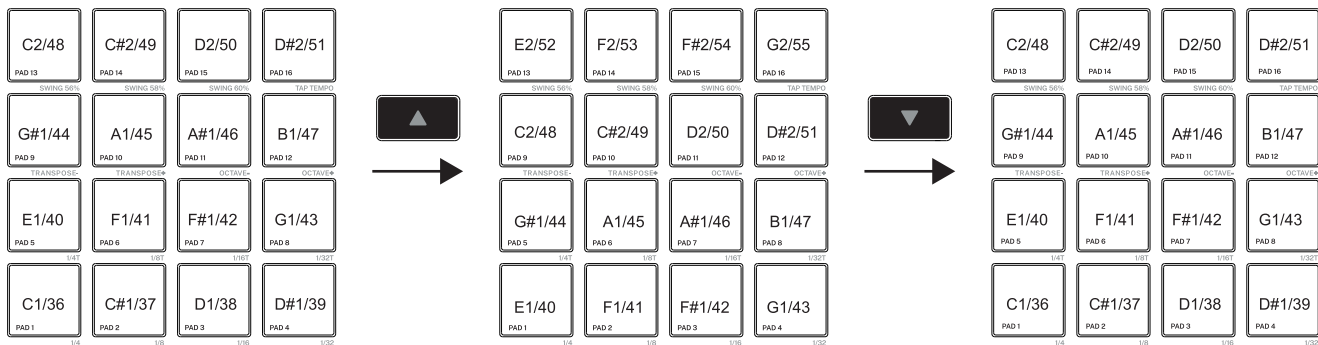 C2/48 C#2/49 D2/50 D#2/51
PAD 13 PAD 14 PAD 15 PAD 16
SWING 56% SWING 58% SWING 60% TAP TEMPO
G#1/44 A1/45 A#1/46 B1/47
PAD 9 PAD 10 PAD 11 PAD 12
TRANSPOSE- TRANSPOSE+ OCTAVE- OCTAVE+
E1/40 F1/41 F#1/42 G1/43
PAD 5 PAD 6 PAD 7 PAD 8
1/4T 1/8T 1/16T 1/32T
C1/36 C#1/37 D1/38 D#1/39
PAD 1 PAD 2 PAD 3 PAD 4
1/4 1/8 1/16 1/32
E2/52 F2/53 F#2/54 G2/55
PAD 13 PAD 14 PAD 15 PAD 16
SWING 56% SWING 58% SWING 60% TAP TEMPO
C2/48 C#2/49 D2/50 D#2/51
PAD 9 PAD 10 PAD 11 PAD 12
TRANSPOSE- TRANSPOSE+ OCTAVE- OCTAVE+
G#1/44 A1/45 A#1/46 B1/47
PAD 5 PAD 6 PAD 7 PAD 8
1/4T 1/8T 1/16T 1/32T
E1/40 F1/41 F#1/42 G1/43
PAD 1 PAD 2 PAD 3 PAD 4
1/4 1/8 1/16 1/32
C2/48 C#2/49 D2/50 D#2/51
PAD 13 PAD 14 PAD 15 PAD 16
SWING 56% SWING 58% SWING 60% TAP TEMPO
G#1/44 A1/45 A#1/46 B1/47
PAD 9 PAD 10 PAD 11 PAD 12
TRANSPOSE- TRANSPOSE+ OCTAVE- OCTAVE+
E1/40 F1/41 F#1/42 G1/43
PAD 5 PAD 6 PAD 7 PAD 8
1/4T 1/8T 1/16T 1/32T
C1/36 C#1/37 D1/38 D#1/39
PAD 1 PAD 2 PAD 3 PAD 4
1/4 1/8 1/16 1/32